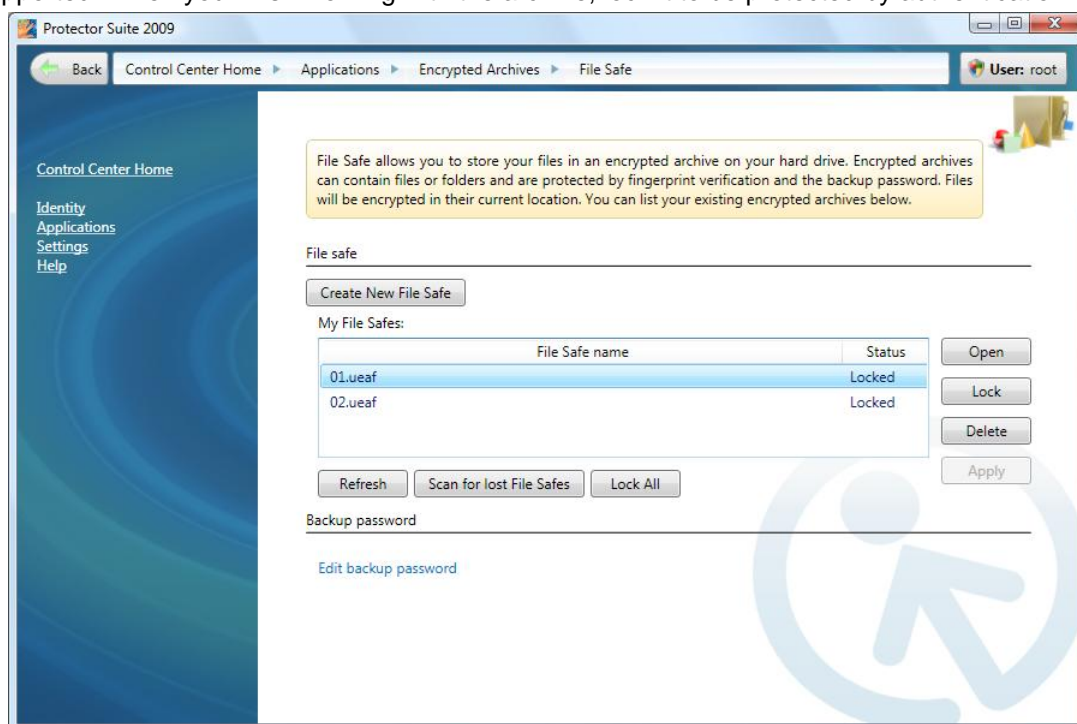 Protector Suite 2009
Back Control Center Home Applications Encrypted Archives File Safe User: root
Control Center Home
Identity
Applications
Settings
Help
File Safe allows you to store your files in an encrypted archive on your hard drive. Encrypted archives
can contain files or folders and are protected by fingerprint verification and the backup password. Files
will be encrypted in their current location. You can list your existing encrypted archives below.
File safe
Create New File Safe
My File Safes:
File Safe name Status
01.ueaf Locked
02.ueaf Locked
Open
Lock
Delete
Apply
Refresh Scan for lost File Safes Lock All
Backup password
Edit backup password